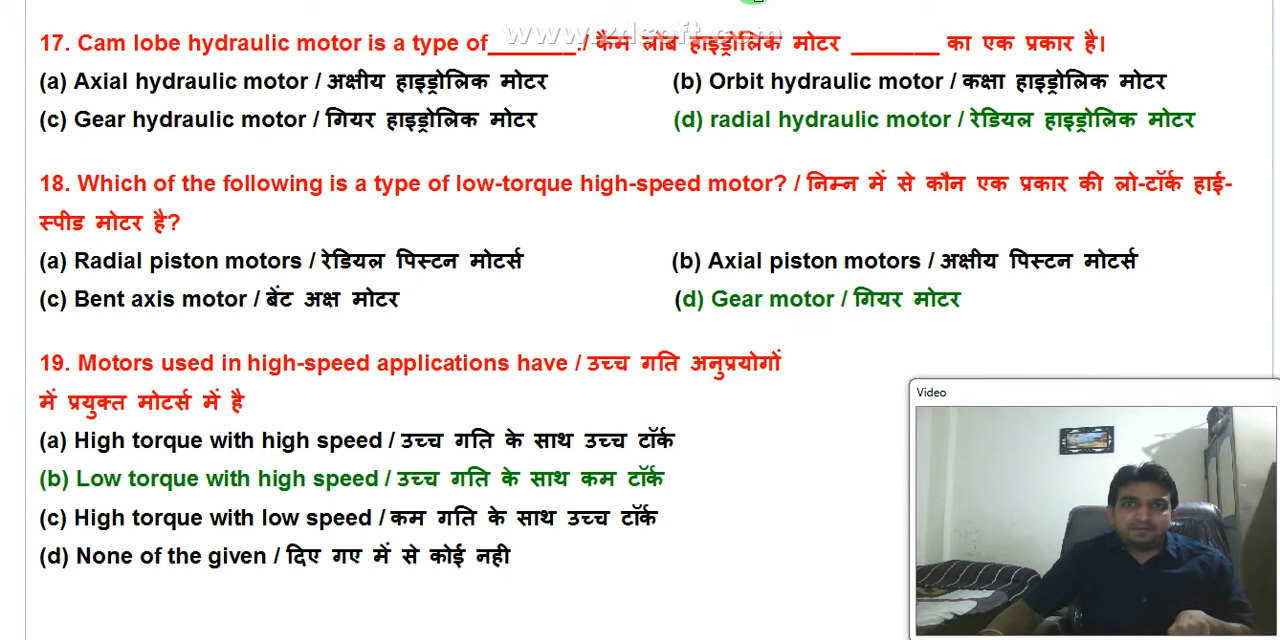 www.zdsoft.com
17. Cam lobe hydraulic motor is a type of_______./ कैम लोब हाइड्रोलिक मोटर _______ का एक प्रकार है।
(a) Axial hydraulic motor / अक्षीय हाइड्रोलिक मोटर (b) Orbit hydraulic motor / कक्षा हाइड्रोलिक मोटर
(c) Gear hydraulic motor / गियर हाइड्रोलिक मोटर (d) radial hydraulic motor / रेडियल हाइड्रोलिक मोटर
18. Which of the following is a type of low-torque high-speed motor? / निम्न में से कौन एक प्रकार की लो-टॉर्क हाई-
स्पीड मोटर है?
(a) Radial piston motors / रेडियल पिस्टन मोटर्स (b) Axial piston motors / अक्षीय पिस्टन मोटर्स
(c) Bent axis motor / बेंट अक्ष मोटर (d) Gear motor / गियर मोटर
19. Motors used in high-speed applications have / उच्च गति अनुप्रयोगों
में प्रयुक्त मोटर्स में है
(a) High torque with high speed / उच्च गति के साथ उच्च टॉर्क
(b) Low torque with high speed / उच्च गति के साथ कम टॉर्क
(c) High torque with low speed / कम गति के साथ उच्च टॉर्क
(d) None of the given / दिए गए में से कोई नही
Video